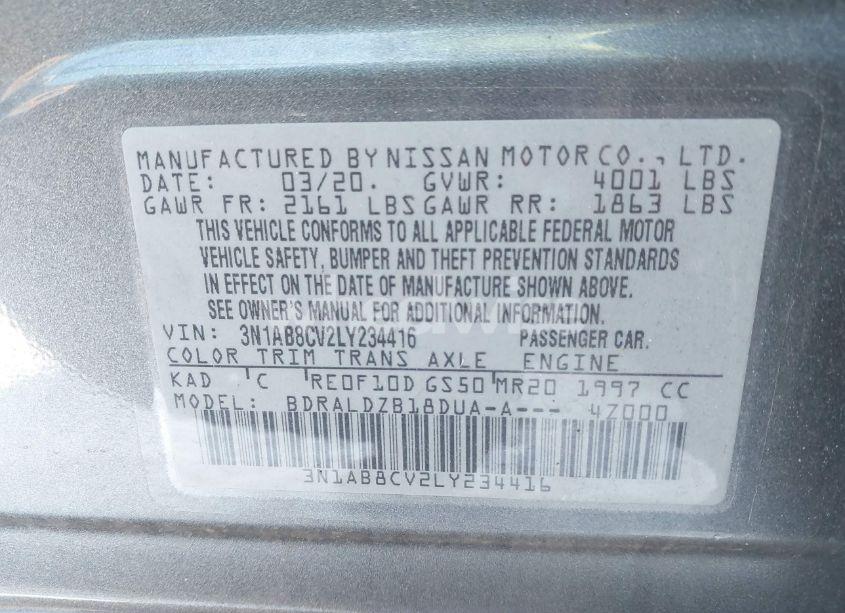 MANUFACTURED BY NISSAN MOTOR CO., LTD.
DATE: 03/20. GVWR: 4001 LBS
GAWR FR: 2161 LBS GAWR RR: 1863 LBS
THIS VEHICLE CONFORMS TO ALL APPLICABLE FEDERAL MOTOR
VEHICLE SAFETY, BUMPER AND THEFT PREVENTION STANDARDS
IN EFFECT ON THE DATE OF MANUFACTURE SHOWN ABOVE.
SEE OWNER'S MANUAL FOR ADDITIONAL INFORMATION.
VIN: 3N1AB8CV2LY234416 PASSENGER CAR.
COLOR TRIM TRANS AXLE ENGINE
KAD C RE0F10D GS50 MR20 1997 CC
MODEL: BDRALDZB18DUA-A--- 4Z000
3N1AB8CV2LY234416